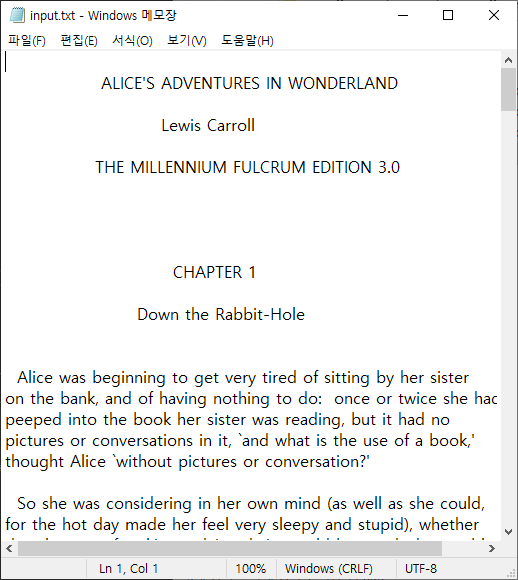 input.txt - Windows 메모장
파일(F) 편집(E) 서식(O) 보기(V) 도움말(H)
ALICE'S ADVENTURES IN WONDERLAND
Lewis Carroll
THE MILLENNIUM FULCRUM EDITION 3.0
CHAPTER 1
Down the Rabbit-Hole
Alice was beginning to get very tired of sitting by her sister
on the bank, and of having nothing to do:  once or twice she had
peeped into the book her sister was reading, but it had no
pictures or conversations in it, `and what is the use of a book,'
thought Alice `without pictures or conversation?'
So she was considering in her own mind (as well as she could,
for the hot day made her feel very sleepy and stupid), whether
Ln 1, Col 1 100% Windows (CRLF) UTF-8